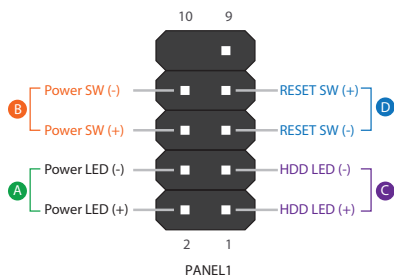 10 9
Power SW (-) RESET SW (+)
B D
Power SW (+) RESET SW (-)
Power LED (-) HDD LED (-)
A C
Power LED (+) HDD LED (+)
2 1
PANEL1